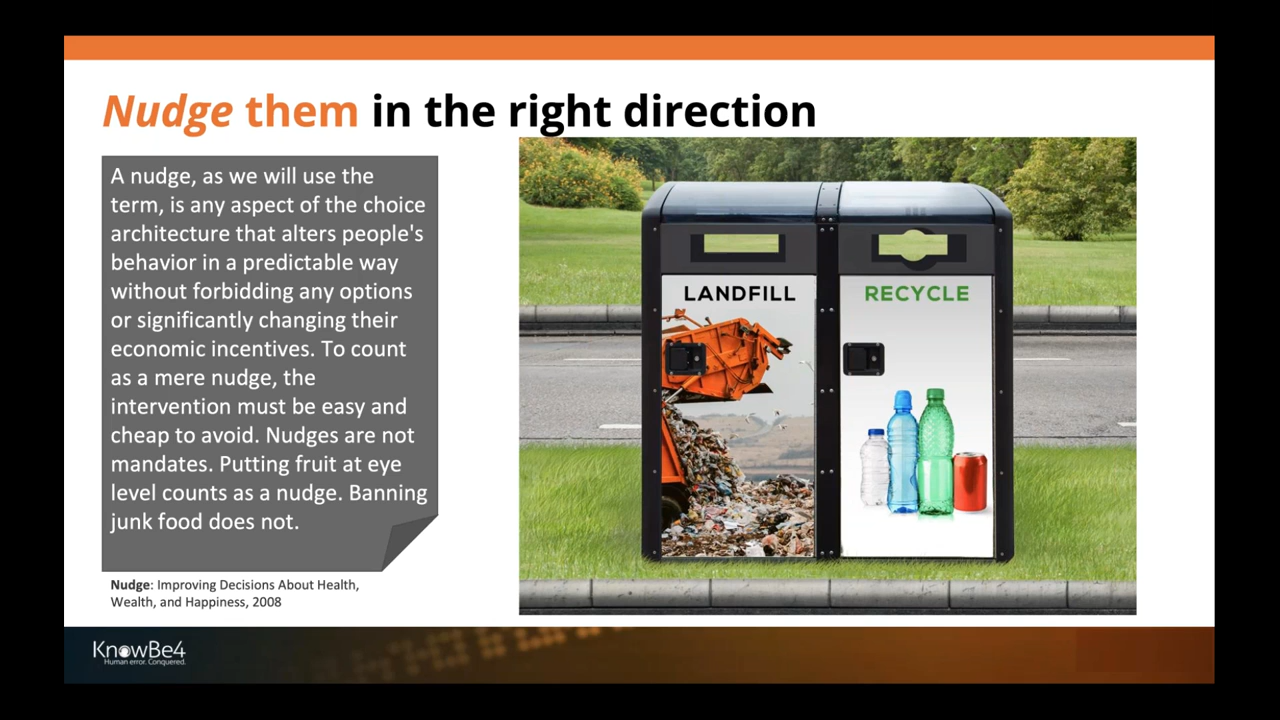 Nudge them in the right direction
A nudge, as we will use the
term, is any aspect of the choice
architecture that alters people's
behavior in a predictable way
without forbidding any options
or significantly changing their
economic incentives. To count
as a mere nudge, the
intervention must be easy and
cheap to avoid. Nudges are not
mandates. Putting fruit at eye
level counts as a nudge. Banning
junk food does not.
Nudge: Improving Decisions About Health,
Wealth, and Happiness, 2008
LANDFILL
RECYCLE
KnowBe4
Human error. Conquered.